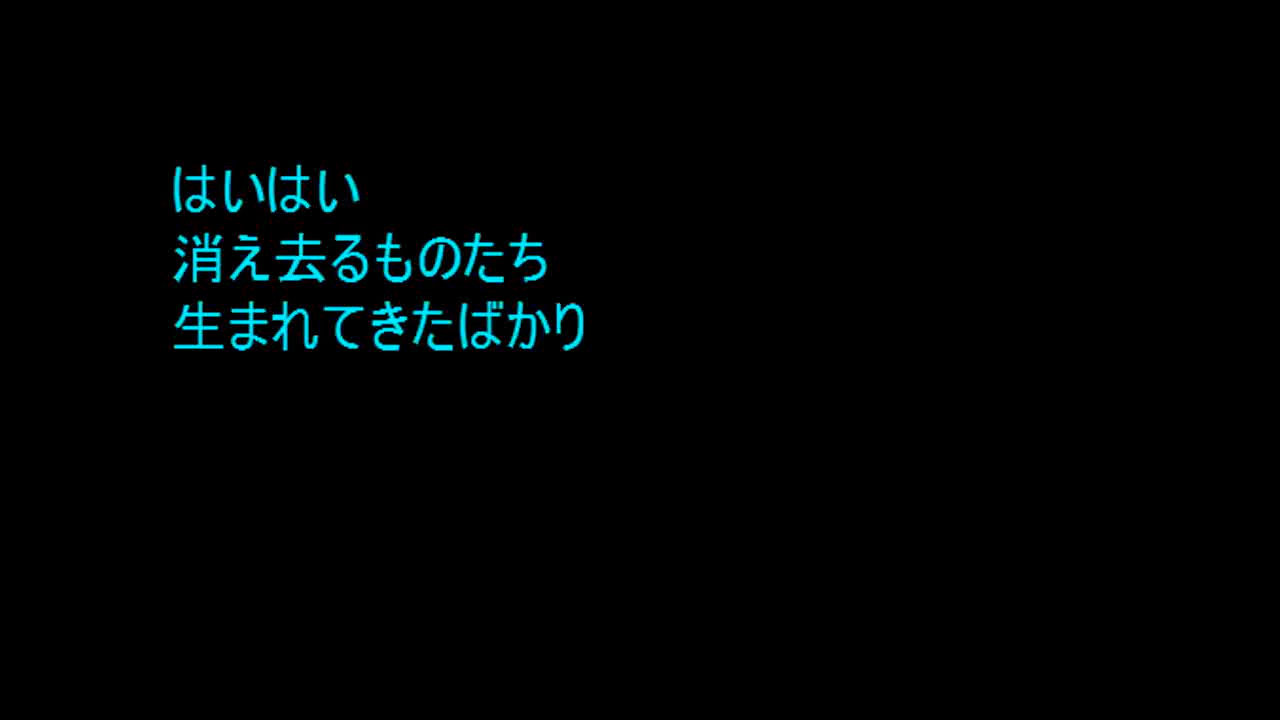 はいはい
消え去るものたち
生まれてきたばかり